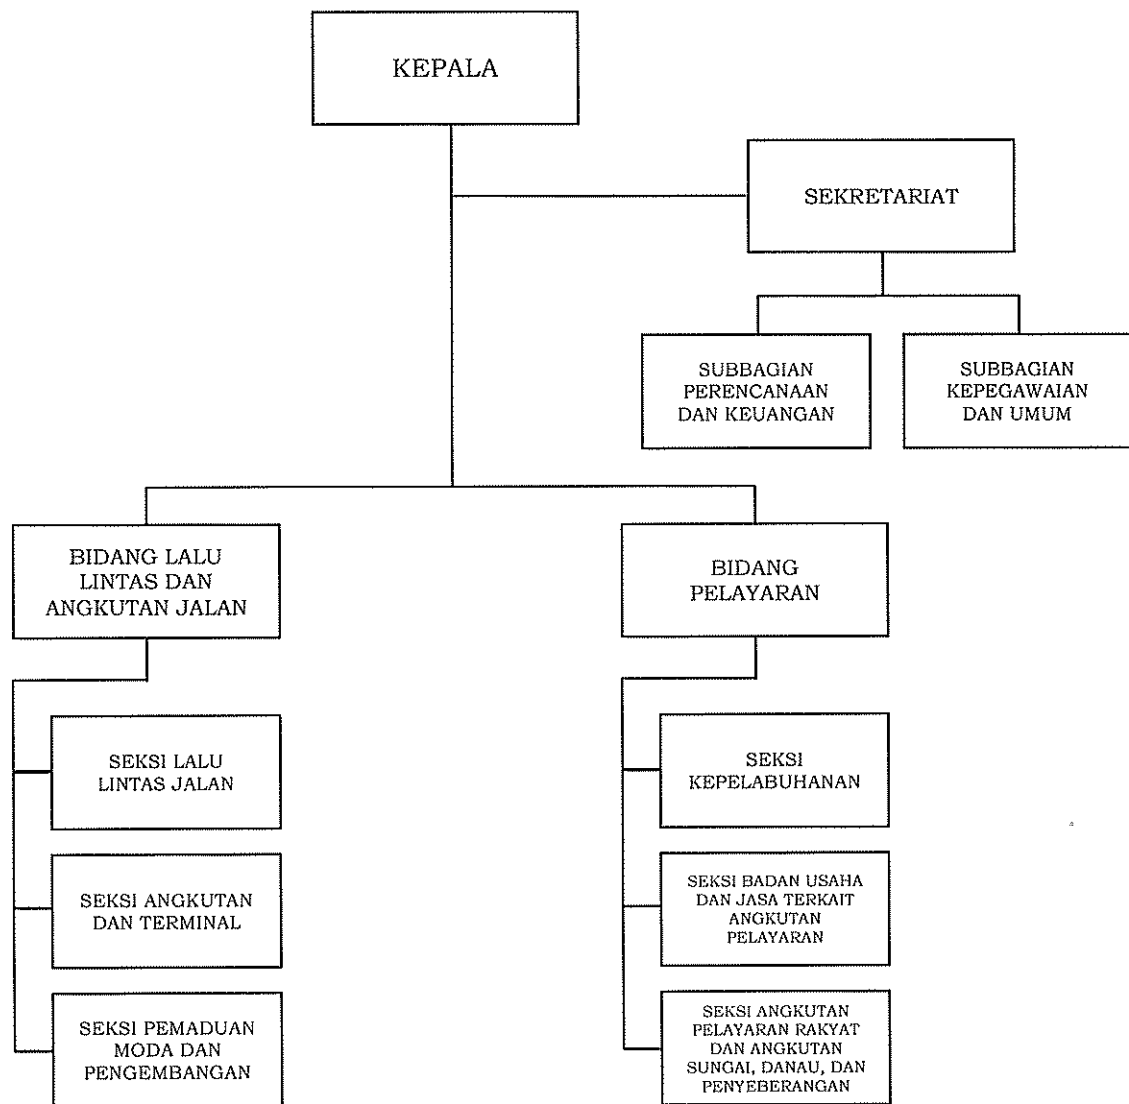 KEPALA
SEKRETARIAT
SUBBAGIAN
PERENCANAAN
DAN KEUANGAN
SUBBAGIAN
KEPEGAWAIAN
DAN UMUM
BIDANG LALU
LINTAS DAN
ANGKUTAN JALAN
SEKSI LALU
LINTAS JALAN
SEKSI ANGKUTAN
DAN TERMINAL
SEKSI PEMADUAN
MODA DAN
PENGEMBANGAN
BIDANG
PELAYARAN
SEKSI
KEPELABUHANAN
SEKSI BADAN USAHA
DAN JASA TERKAIT
ANGKUTAN
PELAYARAN
SEKSI ANGKUTAN
PELAYARAN RAKYAT
DAN ANGKUTAN
SUNGAI, DANAU, DAN
PENYEBERANGAN